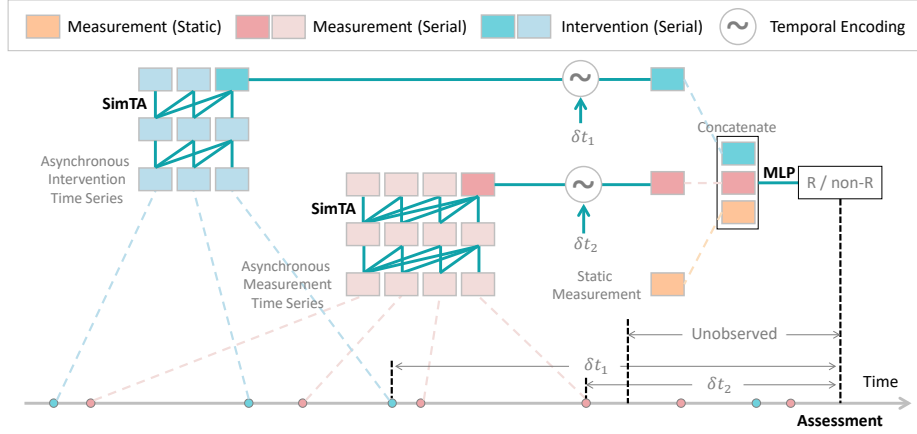 Measurement (Static)
Measurement (Serial)
Intervention (Serial)
Temporal Encoding
SimTA
Asynchronous
Intervention
Time Series
δt₁
Concatenate
MLP
R / non-R
SimTA
δt₂
Asynchronous
Measurement
Time Series
Static
Measurement
Unobserved
δt₁
δt₂
Time
Assessment